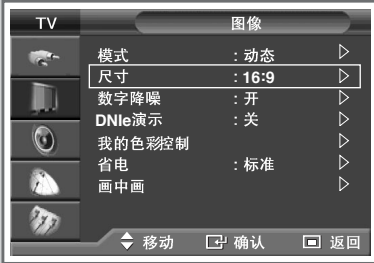 TV 图像
模式 : 动态
尺寸 : 16:9
数字降噪 : 开
DNIe演示 : 关
我的色彩控制
省电 : 标准
画中画
移动 确认 返回